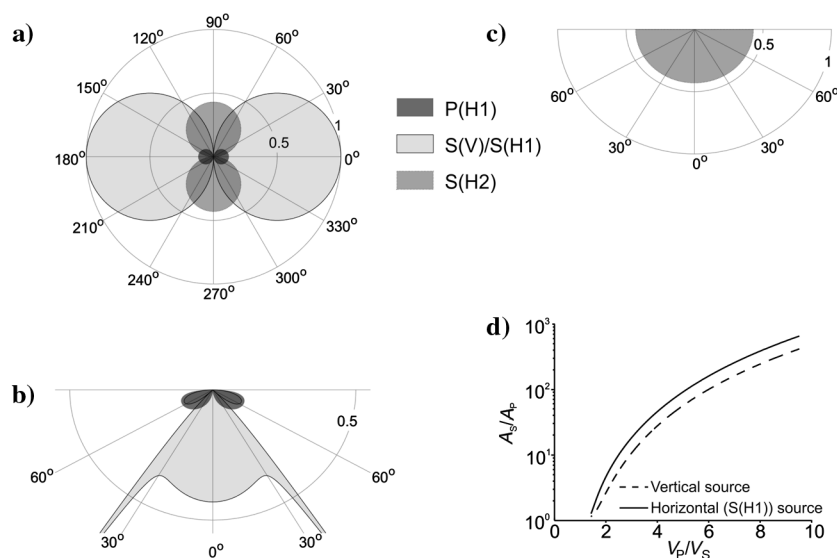 a)
90°
120°
60°
150°
30°
1
0.5
180°
0°
210°
330°
240°
300°
270°
P(H1)
S(V)/S(H1)
S(H2)
c)
0.5
1
60°
60°
30°
30°
0°
b)
0.5
60°
60°
30°
30°
0°
d)
10³
10²
10¹
10⁰
A_S/A_P
Vertical source
Horizontal (S(H1)) source
0 2 4 6 8 10
V_P/V_S